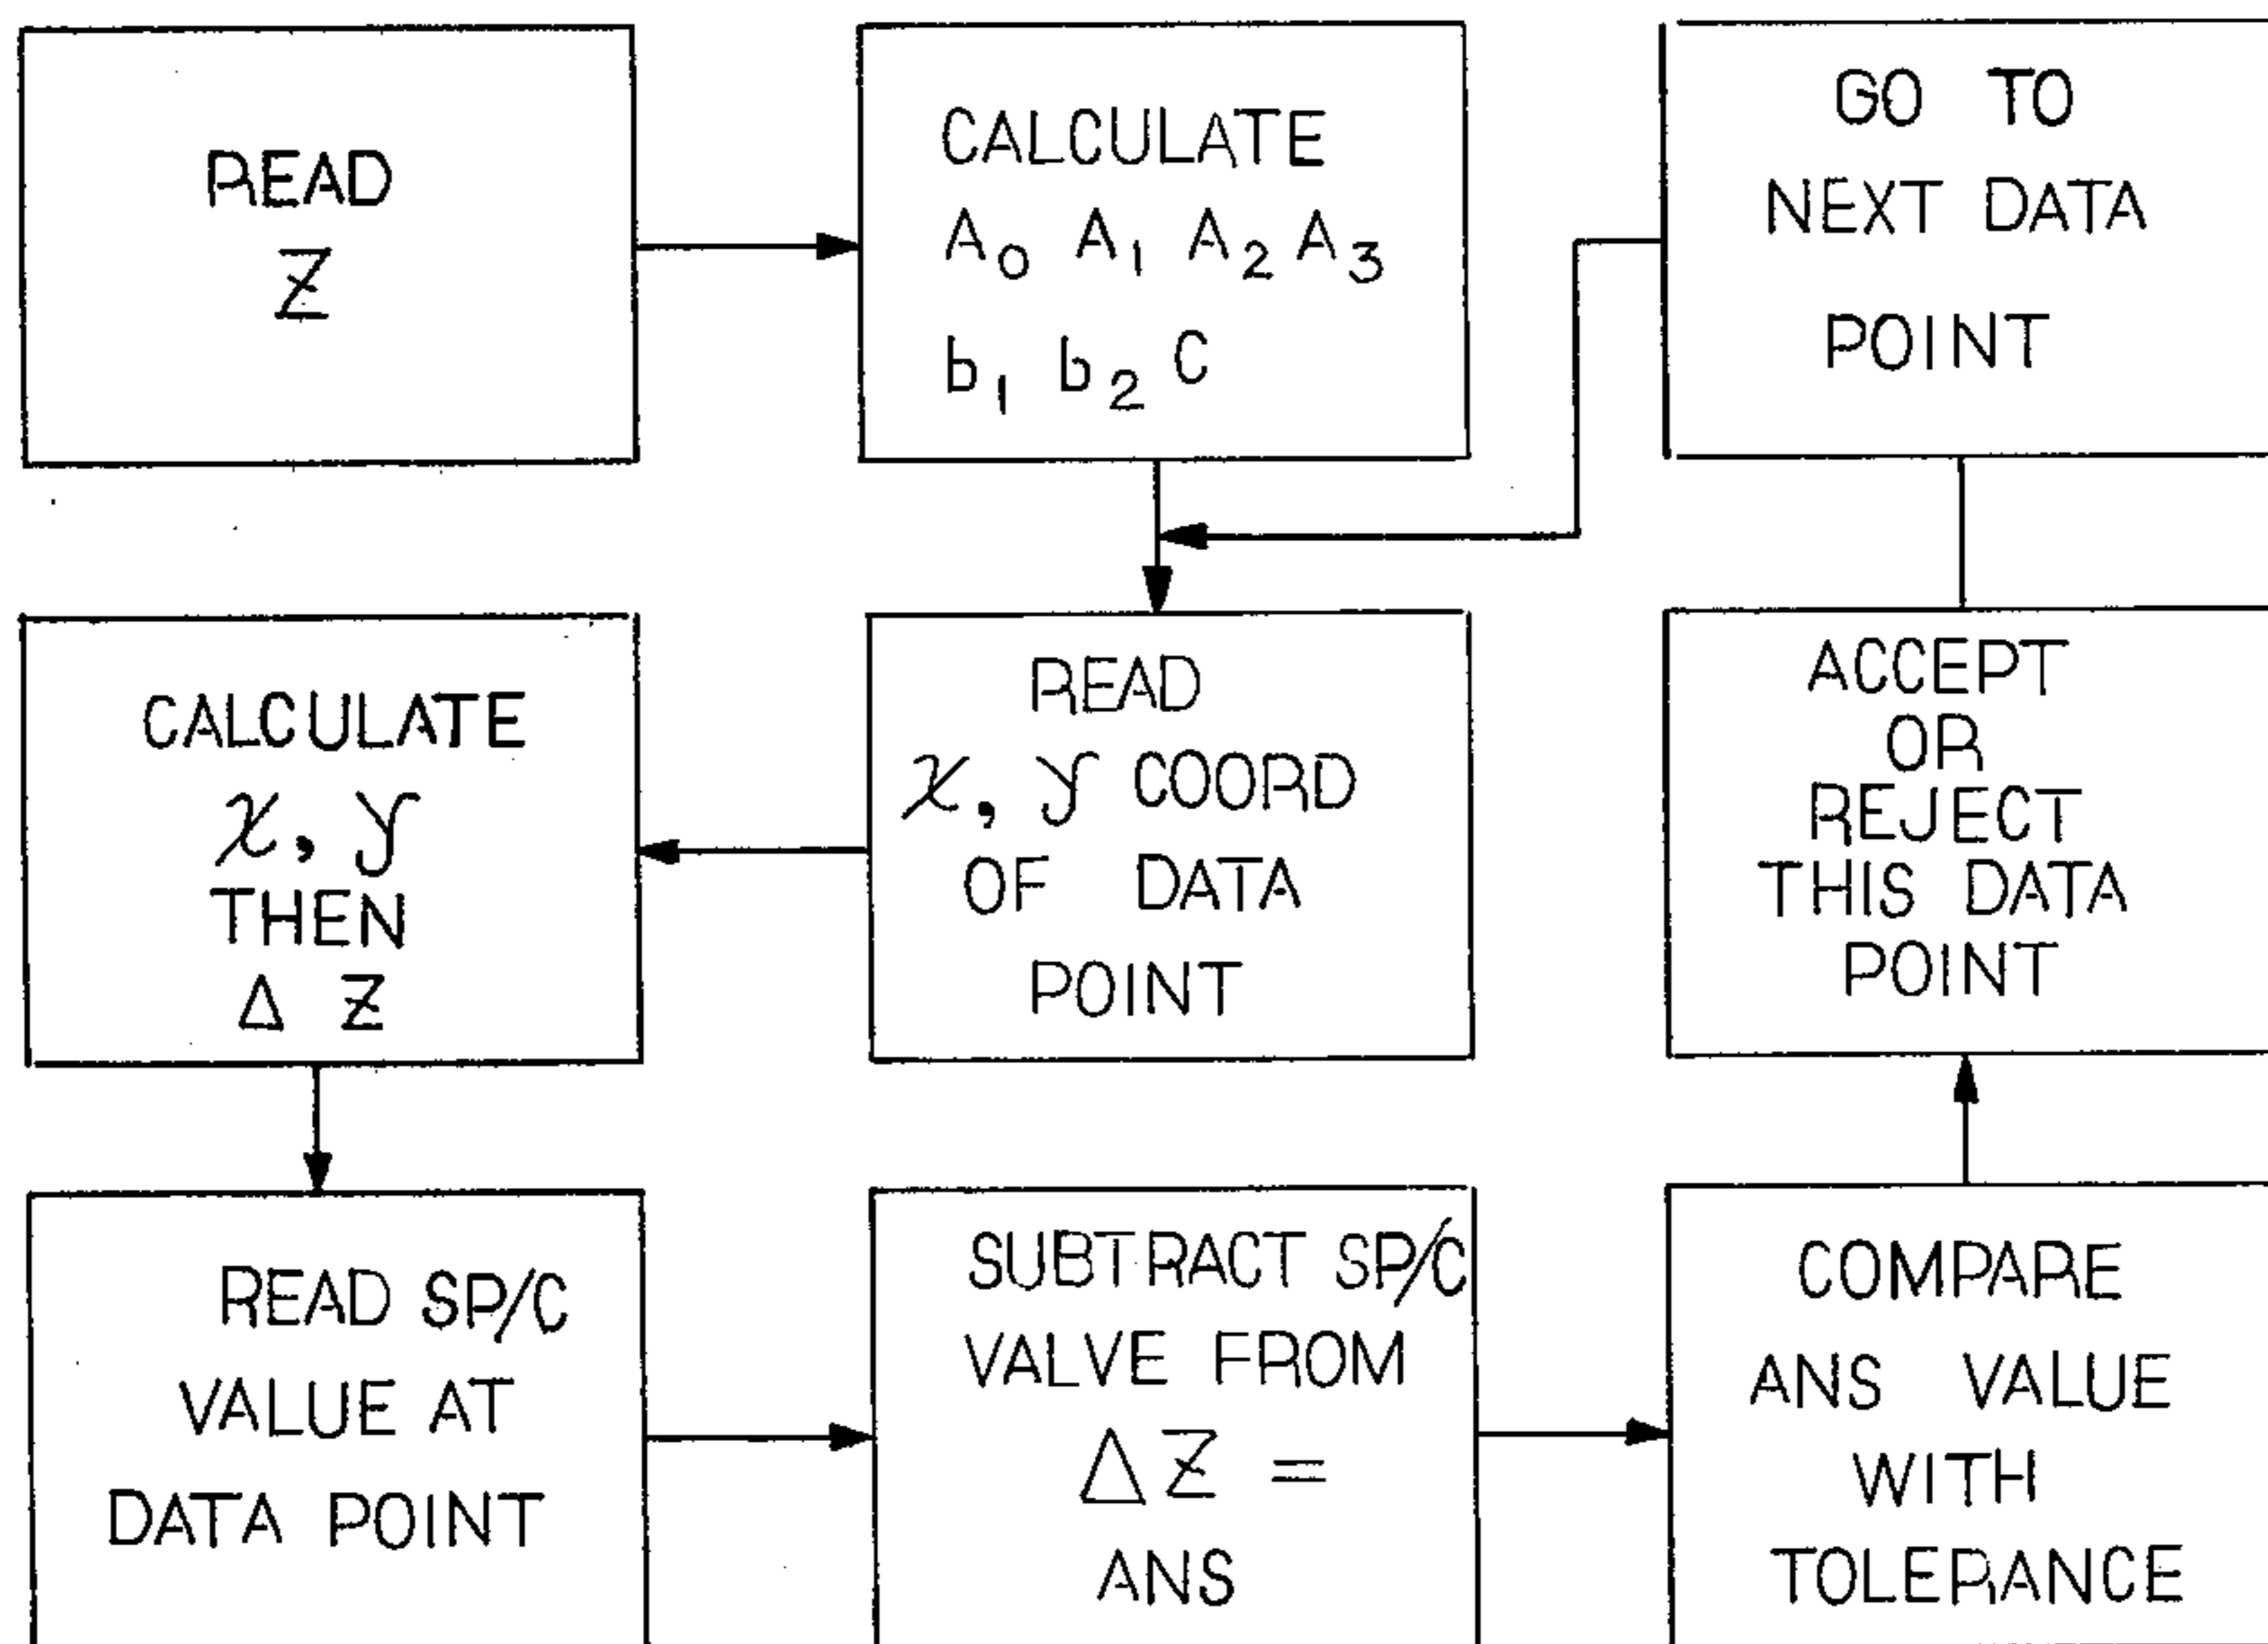 READ
Z
CALCULATE
A₀ A₁ A₂ A₃
b₁ b₂ C
GO TO
NEXT DATA
POINT
CALCULATE
x, y
THEN
Δ Z
READ
x, y COORD
OF DATA
POINT
ACCEPT
OR
REJECT
THIS DATA
POINT
READ SP/C
VALUE AT
DATA POINT
SUBTRACT SP/C
VALVE FROM
ΔZ =
ANS
COMPARE
ANS VALUE
WITH
TOLERANCE